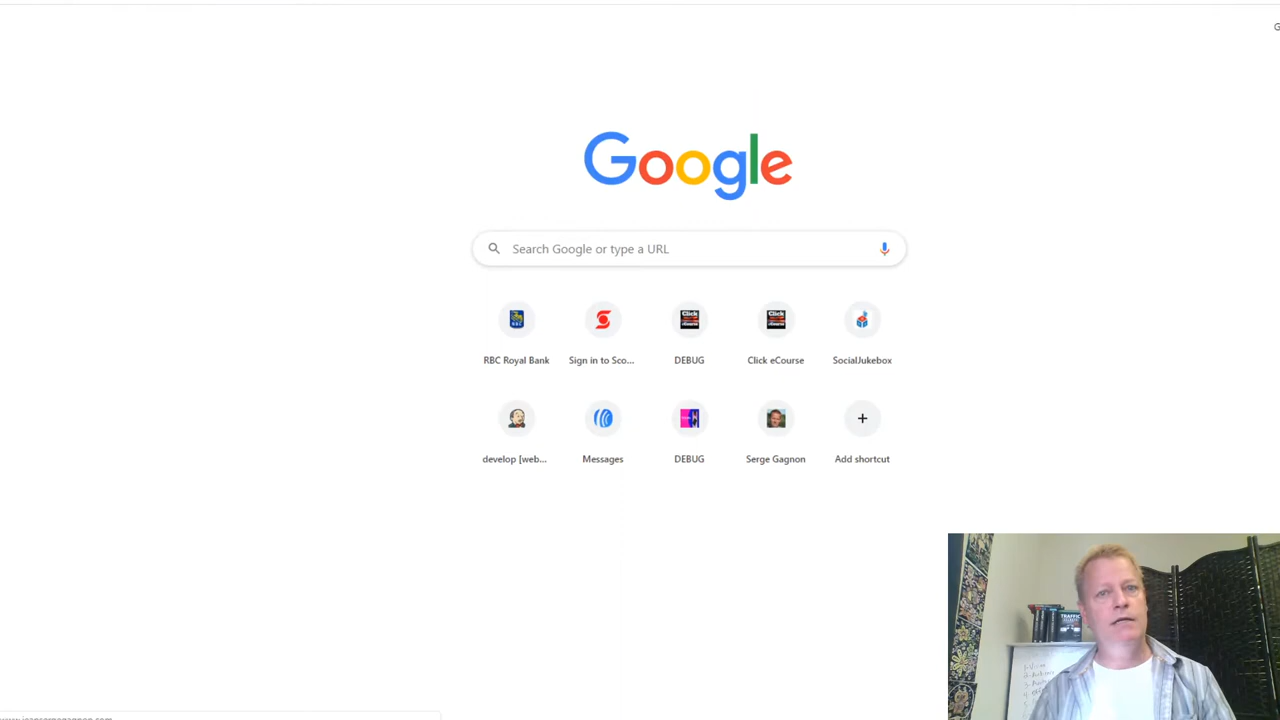 G
Google
Search Google or type a URL
RBC Royal Bank
Sign in to Sco...
DEBUG
Click eCourse
SocialJukebox
develop [web...
Messages
DEBUG
Serge Gagnon
Add shortcut
TRAFFIC